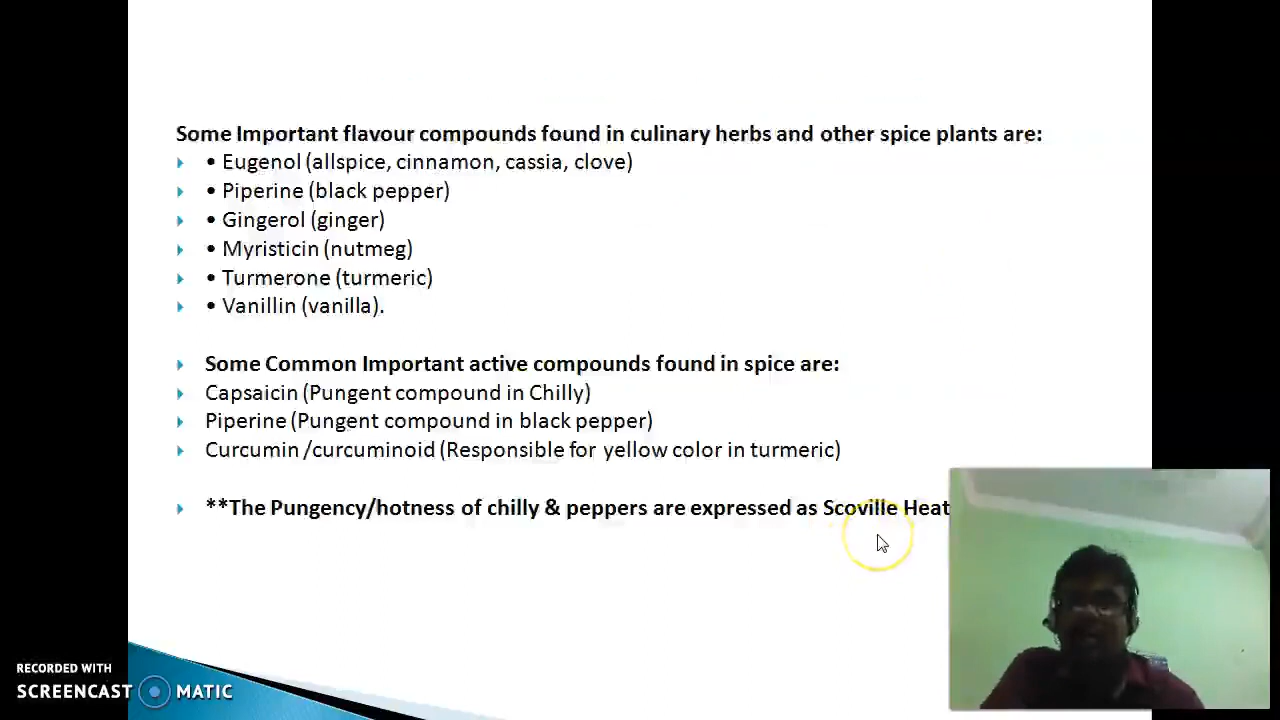 Some Important flavour compounds found in culinary herbs and other spice plants are:
• Eugenol (allspice, cinnamon, cassia, clove)
• Piperine (black pepper)
• Gingerol (ginger)
• Myristicin (nutmeg)
• Turmerone (turmeric)
• Vanillin (vanilla).
Some Common Important active compounds found in spice are:
Capsaicin (Pungent compound in Chilly)
Piperine (Pungent compound in black pepper)
Curcumin /curcuminoid (Responsible for yellow color in turmeric)
**The Pungency/hotness of chilly & peppers are expressed as Scoville Heat
RECORDED WITH
SCREENCAST MATIC